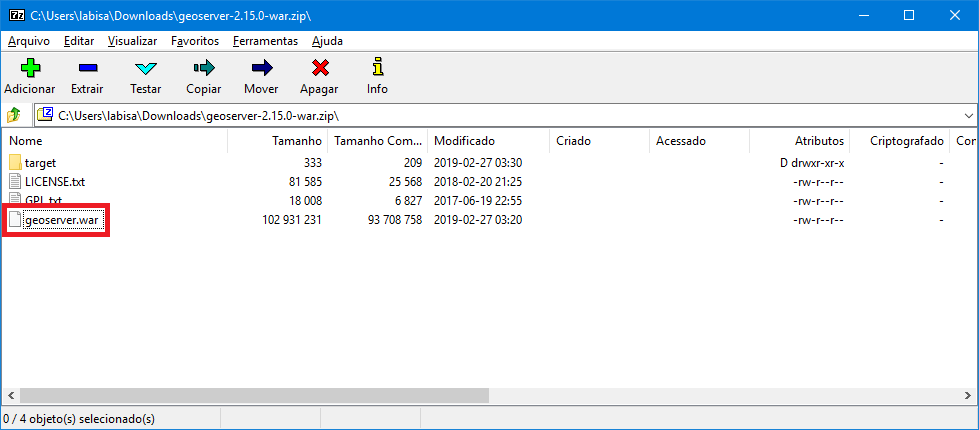 7z C:\Users\labisa\Downloads\geoserver-2.15.0-war.zip\
Arquivo Editar Visualizar Favoritos Ferramentas Ajuda
Adicionar Extrair Testar Copiar Mover Apagar Info
C:\Users\labisa\Downloads\geoserver-2.15.0-war.zip\
Nome Tamanho Tamanho Com... Modificado Criado Acessado Atributos Criptografado Cor
target 333 209 2019-02-27 03:30 D drwxr-xr-x -
LICENSE.txt 81 585 25 568 2018-02-20 21:25 -rw-r--r-- -
GPL.txt 18 008 6 827 2017-06-19 22:55 -rw-r--r-- -
geoserver.war 102 931 231 93 708 758 2019-02-27 03:20 -rw-r--r-- -
0 / 4 objeto(s) selecionado(s)